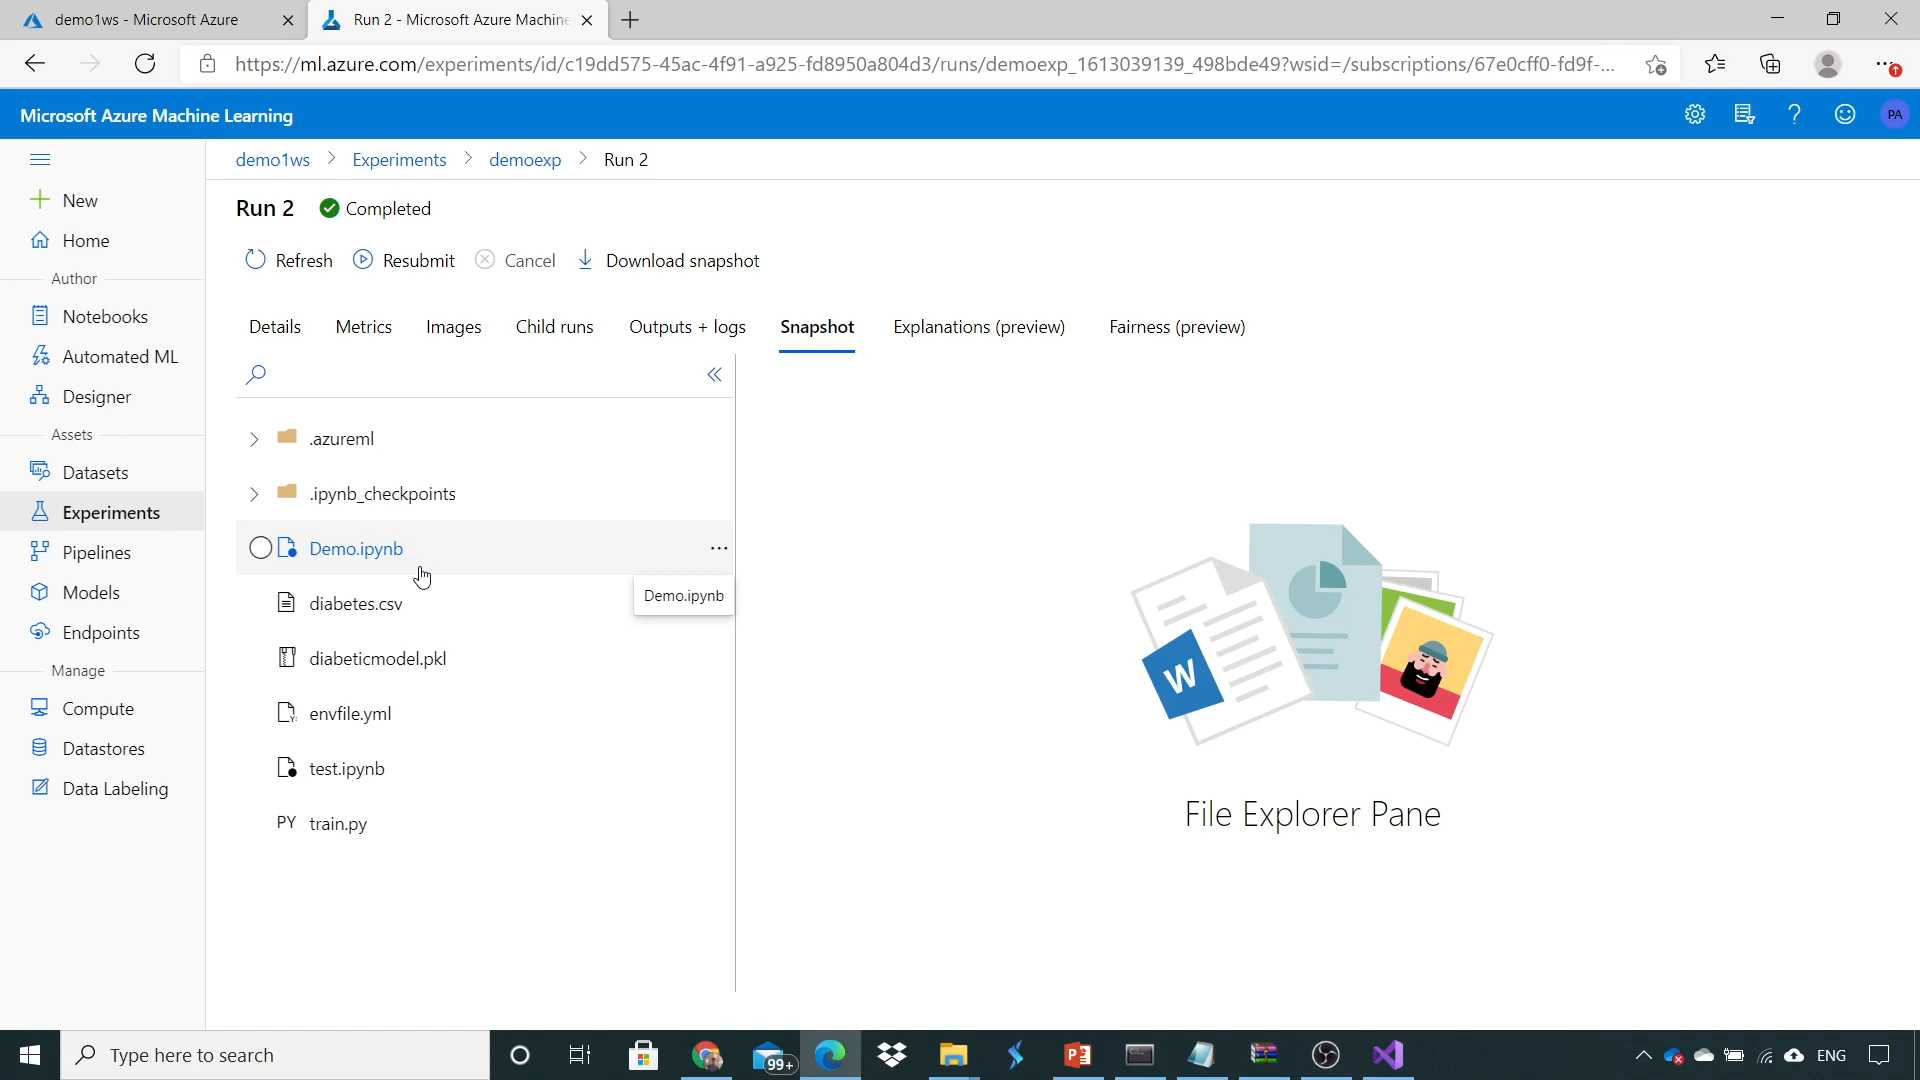 demo1ws - Microsoft Azure
Run 2 - Microsoft Azure Machine
https://ml.azure.com/experiments/id/c19dd575-45ac-4f91-a925-fd8950a804d3/runs/demoexp_1613039139_498bde49?wsid=/subscriptions/67e0cff0-fd9f-...
Microsoft Azure Machine Learning
PA
demo1ws > Experiments > demoexp > Run 2
New
Home
Author
Notebooks
Automated ML
Designer
Assets
Datasets
Experiments
Pipelines
Models
Endpoints
Manage
Compute
Datastores
Data Labeling
Run 2 Completed
Refresh Resubmit Cancel Download snapshot
Details Metrics Images Child runs Outputs + logs Snapshot Explanations (preview) Fairness (preview)
.azureml
.ipynb_checkpoints
Demo.ipynb
Demo.ipynb
diabetes.csv
diabeticmodel.pkl
envfile.yml
test.ipynb
PY train.py
W
File Explorer Pane
Type here to search
99+
ENG